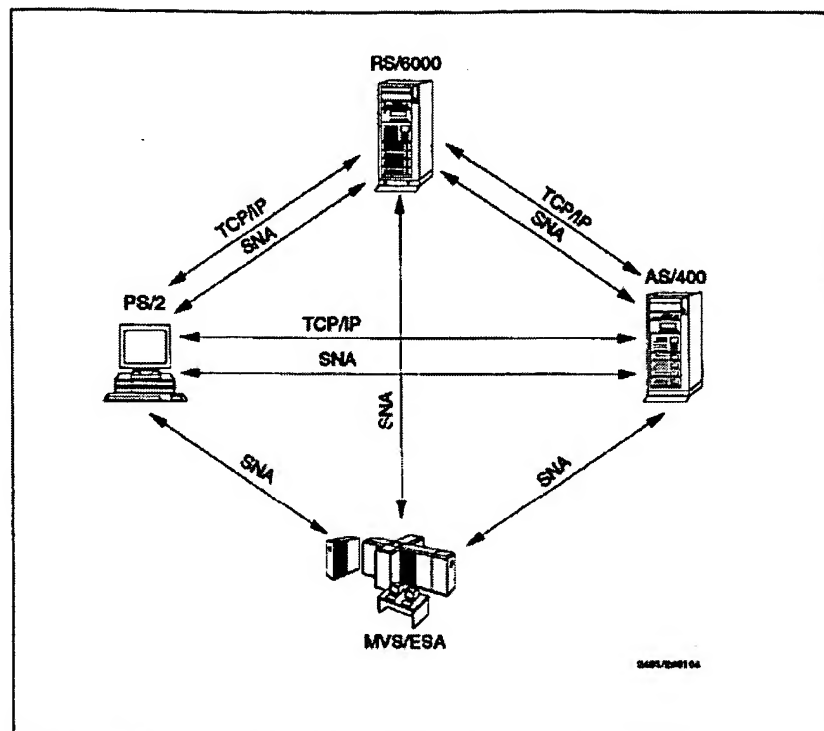 RS/6000
TCP/IP
SNA
TCP/IP
SNA
PS/2
AS/400
TCP/IP
SNA
SNA
SNA
SNA
MVS/ESA